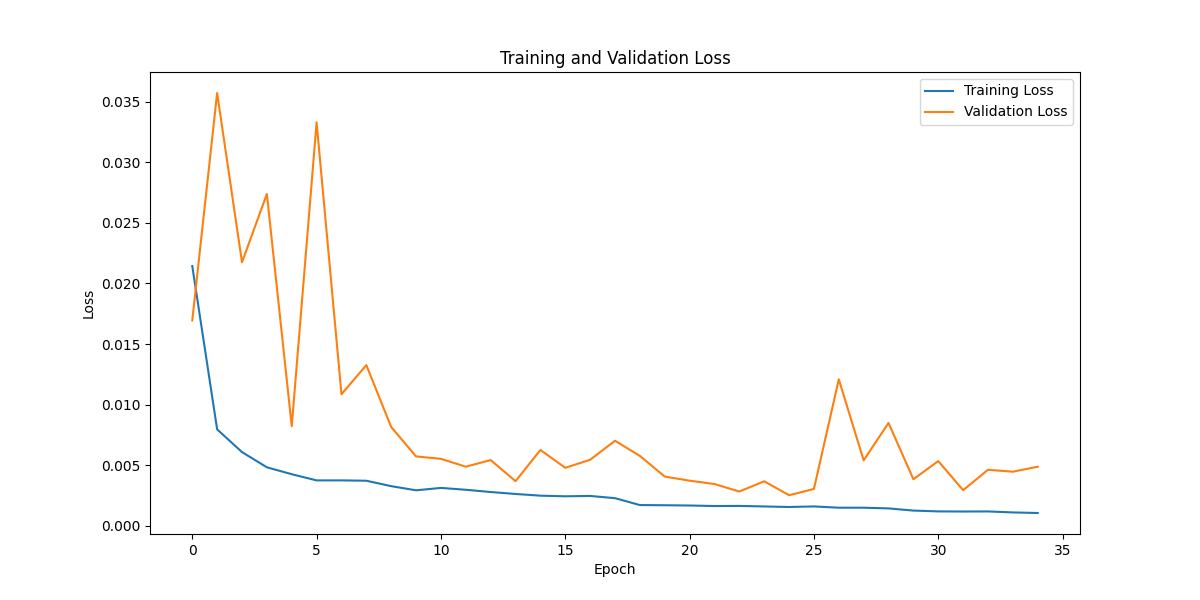 Training and Validation Loss
Training Loss
Validation Loss
0.035
0.030
0.025
0.020
0.015
0.010
0.005
0.000
Loss
0 5 10 15 20 25 30 35
Epoch